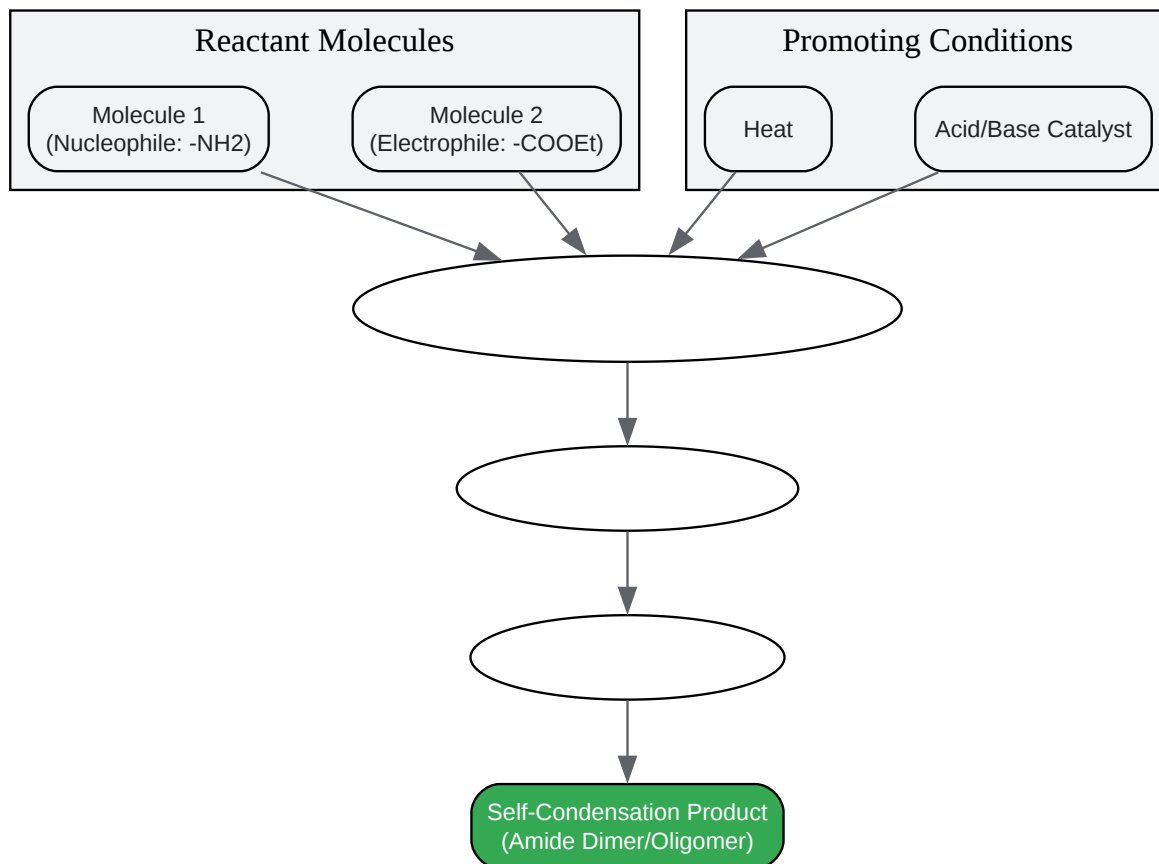 Reactant Molecules
Promoting Conditions
Molecule 1
(Nucleophile: -NH2)
Molecule 2
(Electrophile: -COOEt)
Heat
Acid/Base Catalyst
Self-Condensation Product
(Amide Dimer/Oligomer)